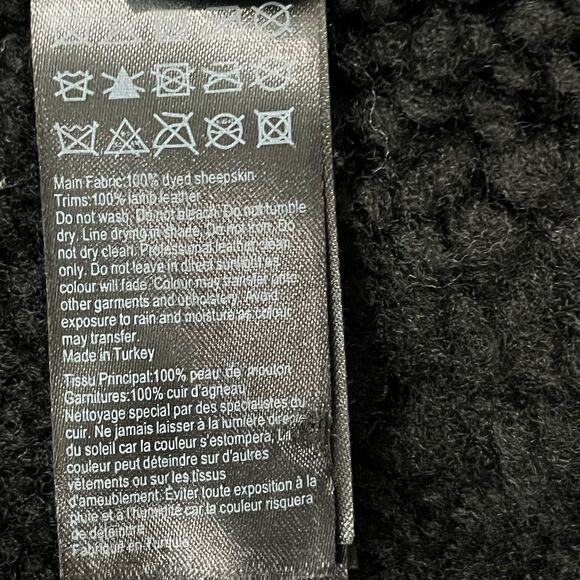 Main Fabric:100% dyed sheepskin
Trims:100% lamb leather
Do not wash. Do not bleach. Do not tumble
dry. Line drying in shade. Do not iron. Do
not dry clean. Professional leather clean
only. Do not leave in direct sunlight as
colour will fade. Colour may transfer onto
other garments and upholstery. Avoid
exposure to rain and moisture as colour
may transfer.
Made in Turkey
Tissu Principal:100% peau de mouton
Garnitures:100% cuir d'agneau
Nettoyage special par des specialistes du
cuir. Ne jamais laisser à la lumière directe
du soleil car la couleur s'estompera, La
couleur peut déteindre sur d'autres
vêtements ou sur les tissus
d'ameublement. Éviter toute exposition à la
pluie et à l'humidité car la couleur risquera
de déteindre
Fabriqué en Turquie